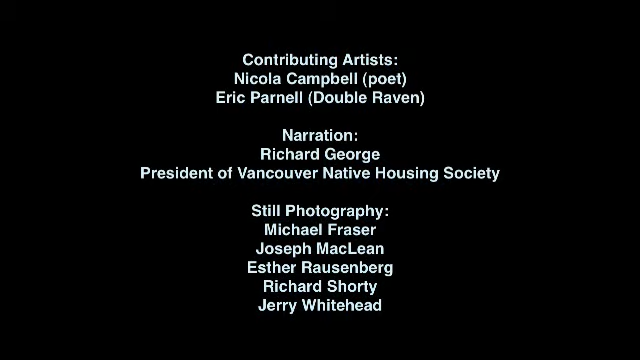 Contributing Artists:
Nicola Campbell (poet)
Eric Parnell (Double Raven)
Narration:
Richard George
President of Vancouver Native Housing Society
Still Photography:
Michael Fraser
Joseph MacLean
Esther Rausenberg
Richard Shorty
Jerry Whitehead